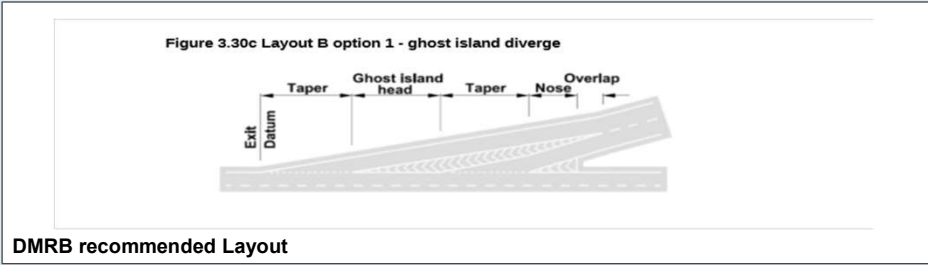 Figure 3.30c Layout B option 1 - ghost island diverge
Taper
Ghost island
head
Taper
Nose
Overlap
Exit
Datum
DMRB recommended Layout